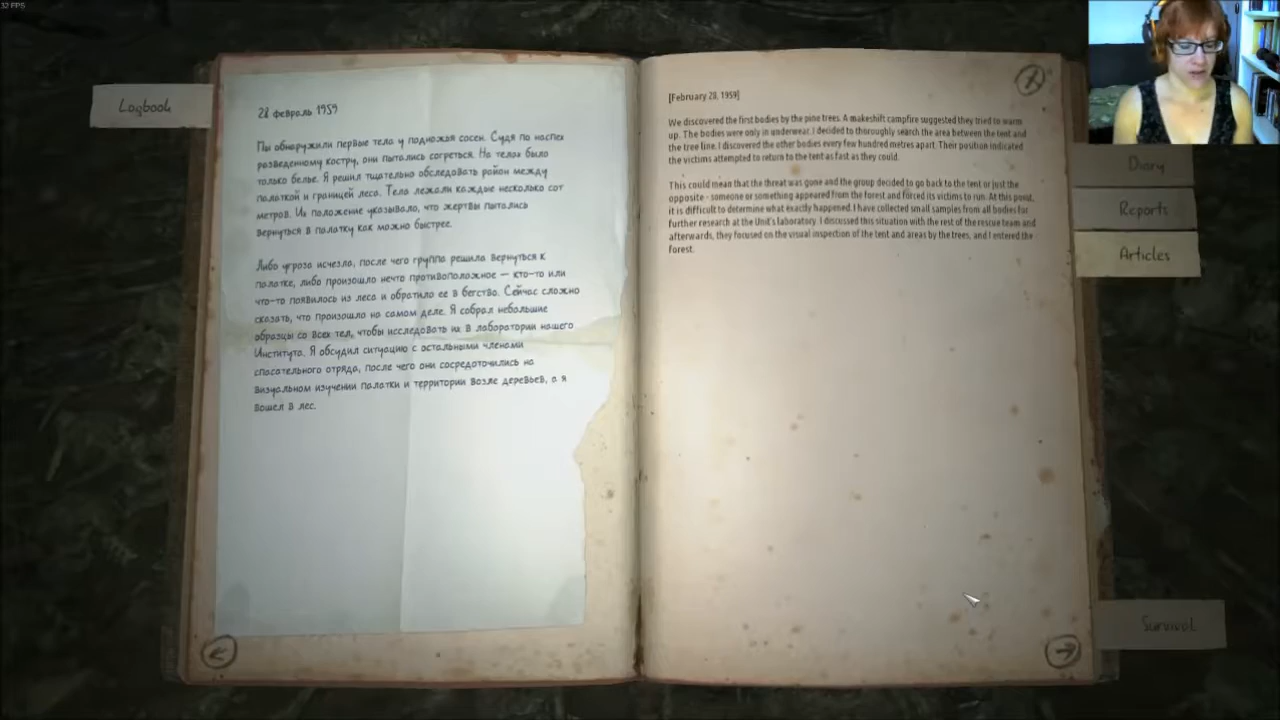 32 FPS
Logbook
28 февраль 1959
Мы обнаружили первые тела у подножья сосен. Судя по наспех
разведенному костру, они пытались согреться. На телах было
только белье. Я решил тщательно обследовать район между
палаткой и границей леса. Тела лежали каждые несколько сот
метров. Их положение указывало, что жертвы пытались
вернуться в палатку как можно быстрее.
Либо угроза исчезла, после чего группа решила вернуться к
палатке, либо произошло нечто противоположное – кто-то или
что-то появилось из леса и обратило ее в бегство. Сейчас сложно
сказать, что произошло на самом деле. Я собрал небольшие
образцы со всех тел, чтобы исследовать их в лаборатории нашего
Института. Я обсудил ситуацию с остальными членами
спасательного отряда, после чего они сосредоточились на
визуальном изучении палатки и территории возле деревьев, а я
вошел в лес.
[February 28, 1959]
We discovered the first bodies by the pine trees. A makeshift campfire suggested they tried to warm
up. The bodies were only in underwear. I decided to thoroughly search the area between the tent and
the tree line. I discovered the other bodies every few hundred metres apart. Their position indicated
the victims attempted to return to the tent as fast as they could.
This could mean that the threat was gone and the group decided to go back to the tent or just the
opposite - someone or something appeared from the forest and forced its victims to run. At this point,
it is difficult to determine what exactly happened. I have collected small samples from all bodies for
further research at the Unit's laboratory. I discussed this situation with the rest of the rescue team and
afterwards, they focused on the visual inspection of the tent and areas by the trees, and I entered the
forest.
Diary
Reports
Articles
Survival